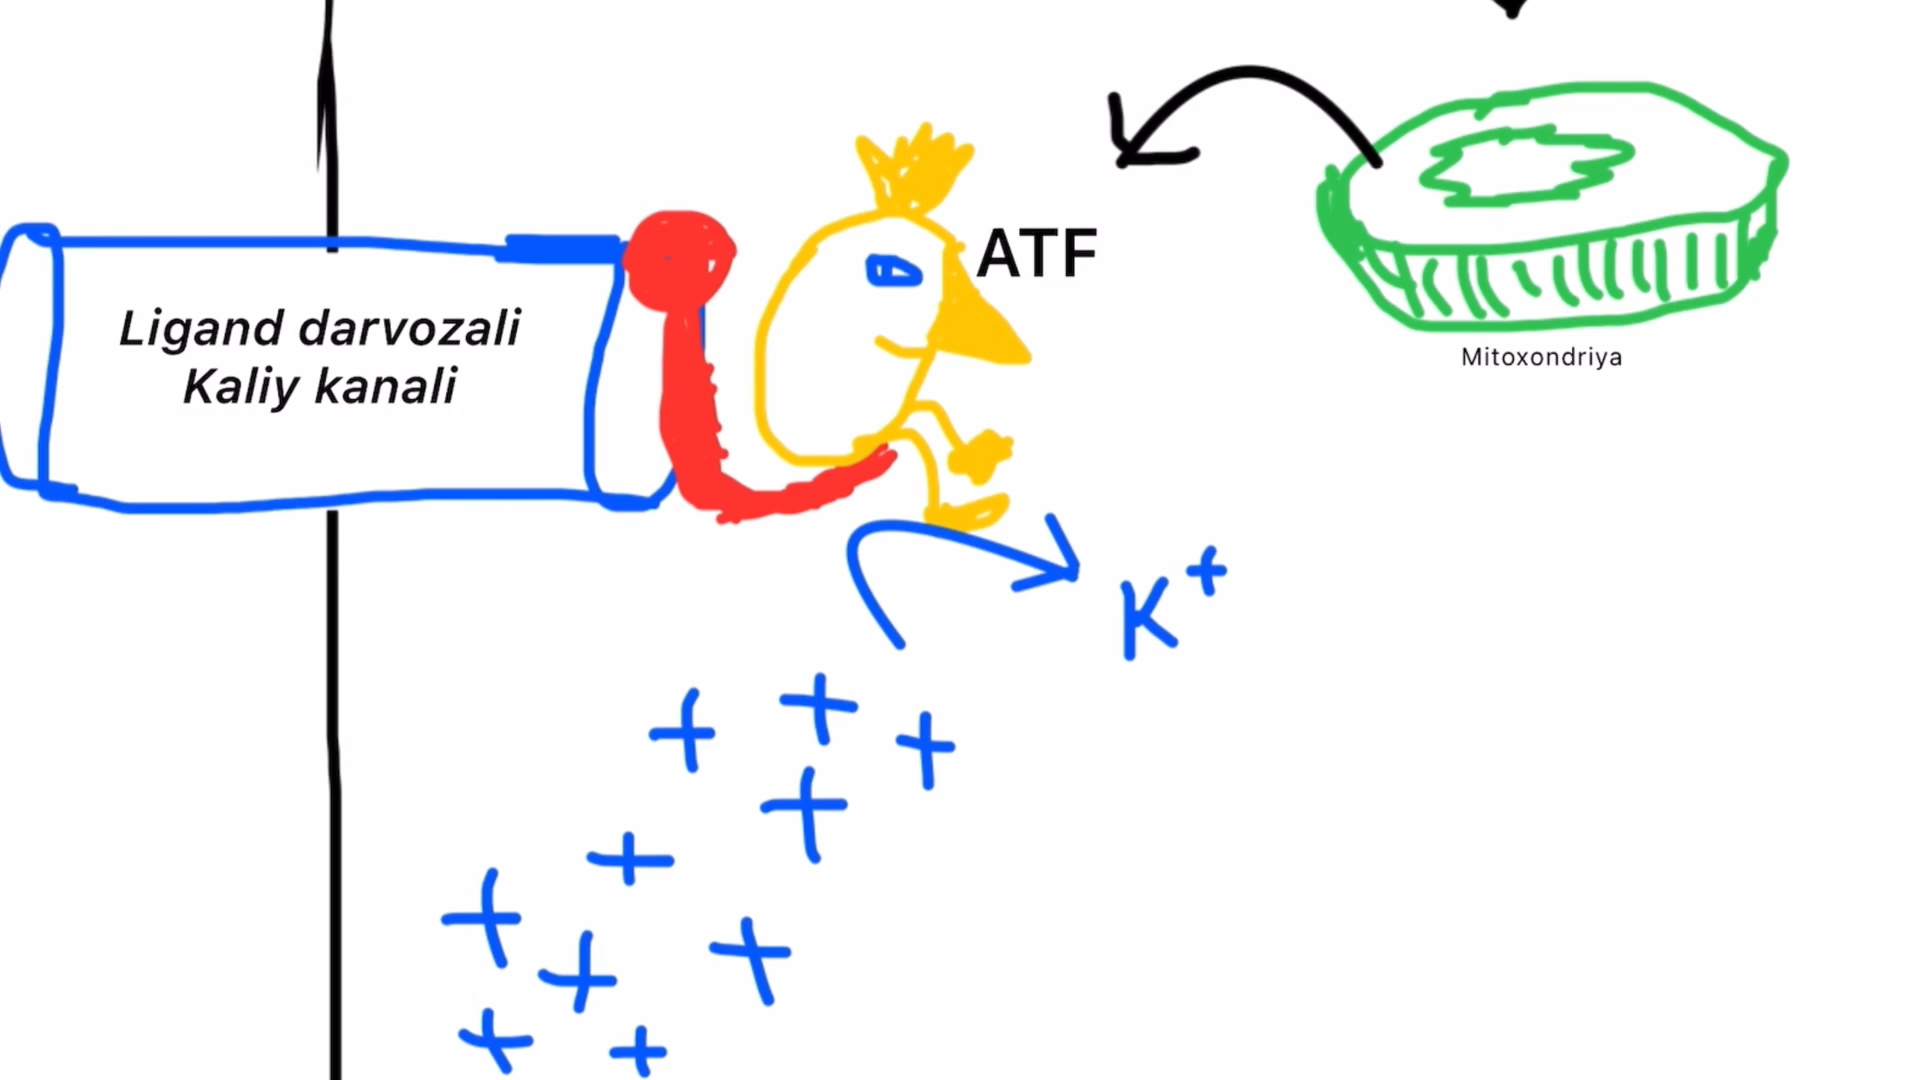 ATF
Ligand darvozali
Kaliy kanali
Mitoxondriya
K⁺
+
+
+
+
+
+
+
+
+
+